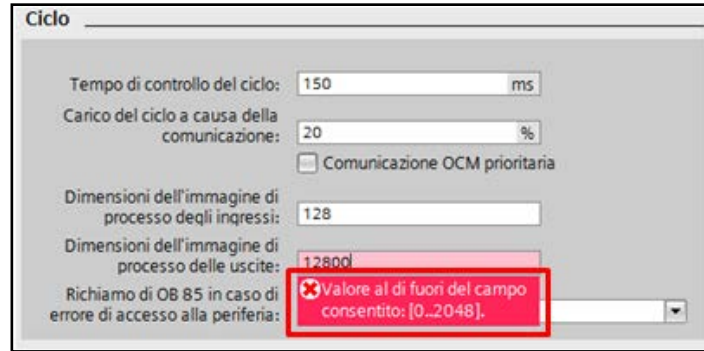 Ciclo
Tempo di controllo del ciclo: 150 ms
Carico del ciclo a causa della
comunicazione: 20 %
Comunicazione OCM prioritaria
Dimensioni dell'immagine di
processo degli ingressi: 128
Dimensioni dell'immagine di
processo delle uscite: 12800
Richiamo di OB 85 in caso di
errore di accesso alla periferia:
Valore al di fuori del campo
consentito: [0..2048].